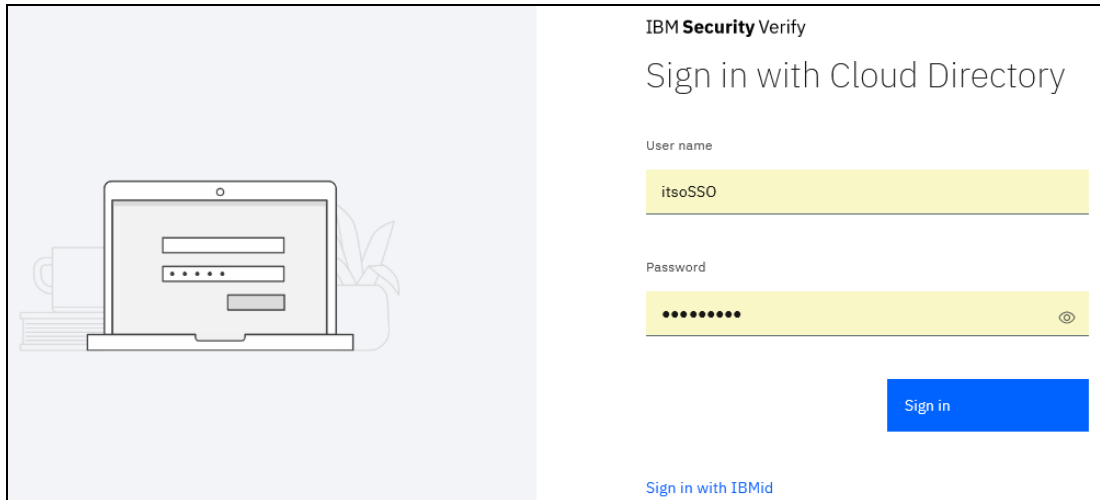 IBM Security Verify
Sign in with Cloud Directory
User name
itsoSSO
Password
•••••••••
Sign in
Sign in with IBMid